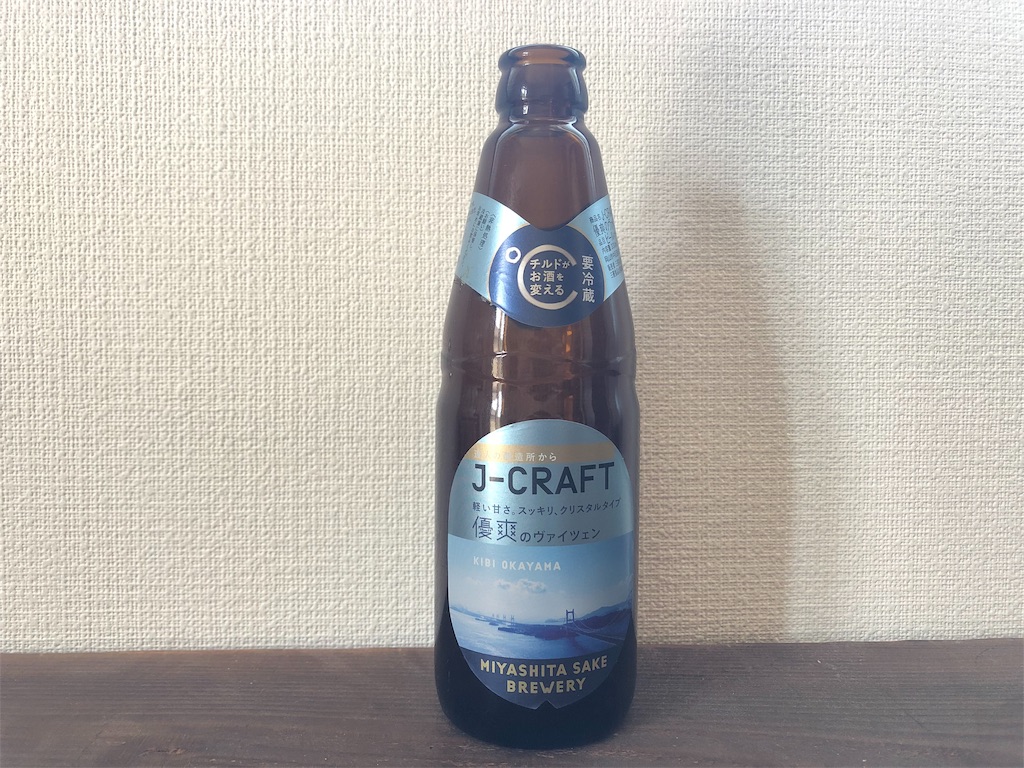 チルドが
お酒を
変える
要冷蔵
造所から
J-CRAFT
軽い甘さ。スッキリ、クリスタルタイプ
優爽のヴァイツェン
KIBI OKAYAMA
MIYASHITA SAKE
BREWERY